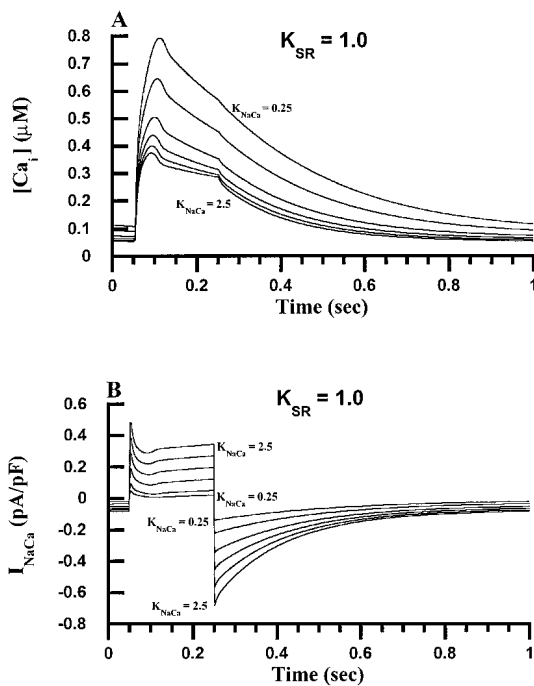 A
K_SR = 1.0
0.8
0.7
0.6
K_NaCa = 0.25
0.5
[Ca_i] (μM)
0.4
0.3
0.2
K_NaCa = 2.5
0.1
0
0 0.2 0.4 0.6 0.8 1
Time (sec)
B
K_SR = 1.0
0.6
0.4
K_NaCa = 2.5
0.2
K_NaCa = 0.25
0
I_NaCa (pA/pF)
K_NaCa = 0.25
-0.2
-0.4
-0.6
K_NaCa = 2.5
-0.8
0 0.2 0.4 0.6 0.8 1
Time (sec)